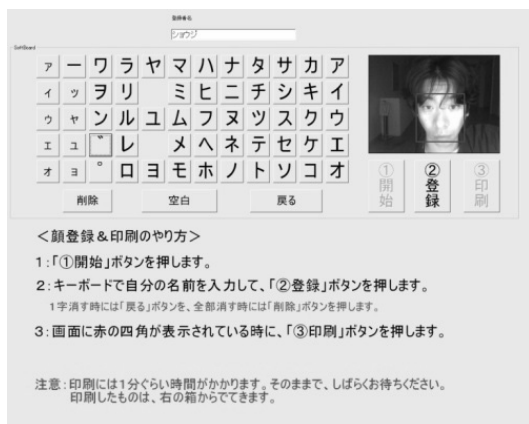 登録者名
ショウジ
SoftBoard
ァ ー ワ ラ ヤ マ ハ ナ タ サ カ ア
ィ ッ ヲ リ ミ ヒ ニ チ シ キ イ
ゥ ャ ン ル ユ ム フ ヌ ツ ス ク ウ
ェ ュ ゛ レ メ ヘ ネ テ セ ケ エ
ォ ョ ゜ ロ ヨ モ ホ ノ ト ソ コ オ
削除 空白 戻る
①開始 ②登録 ③印刷
＜顔登録＆印刷のやり方＞
1:「①開始」ボタンを押します。
2:キーボードで自分の名前を入力して、「②登録」ボタンを押します。
1字消す時には「戻る」ボタンを、全部消す時には「削除」ボタンを押します。
3:画面に赤の四角が表示されている時に、「③印刷」ボタンを押します。
注意:印刷には1分ぐらい時間がかかります。そのままで、しばらくお待ちください。
印刷したものは、右の箱からでてきます。